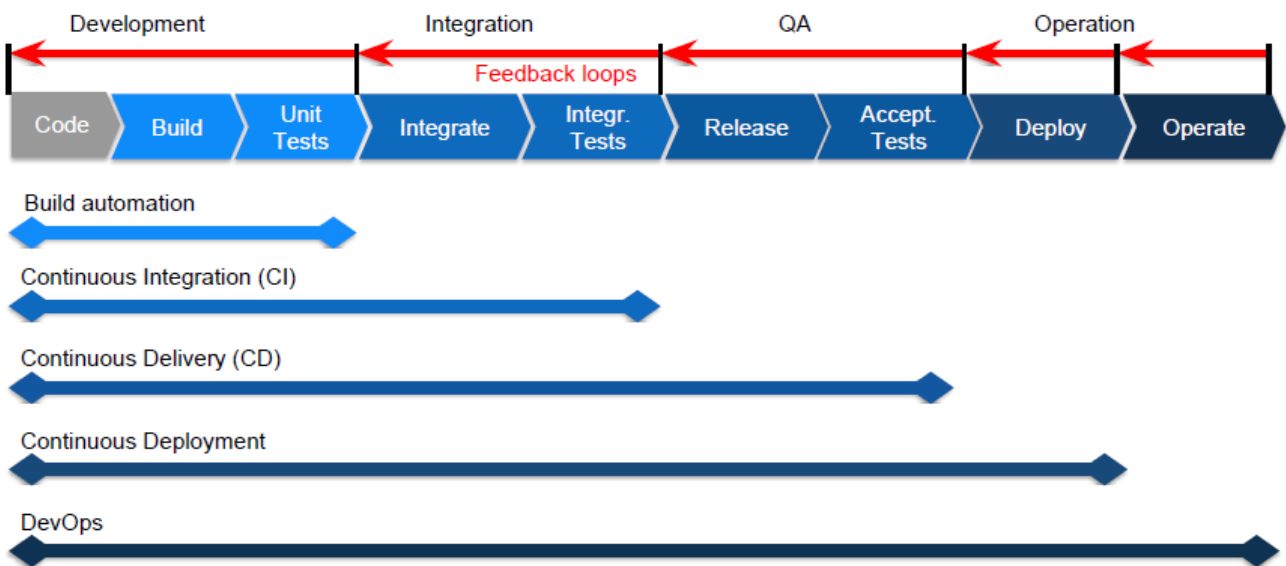 Development
Integration
QA
Operation
Feedback loops
Code
Build
Unit
Tests
Integrate
Integr.
Tests
Release
Accept.
Tests
Deploy
Operate
Build automation
Continuous Integration (CI)
Continuous Delivery (CD)
Continuous Deployment
DevOps